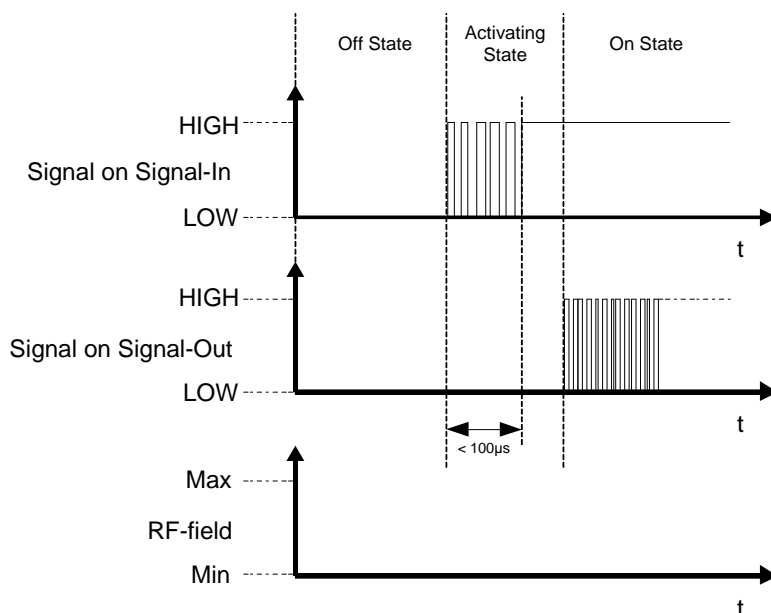 Off State
Activating
State
On State
HIGH
Signal on Signal-In
LOW
t
HIGH
Signal on Signal-Out
LOW
t
< 100µs
Max
RF-field
Min
t